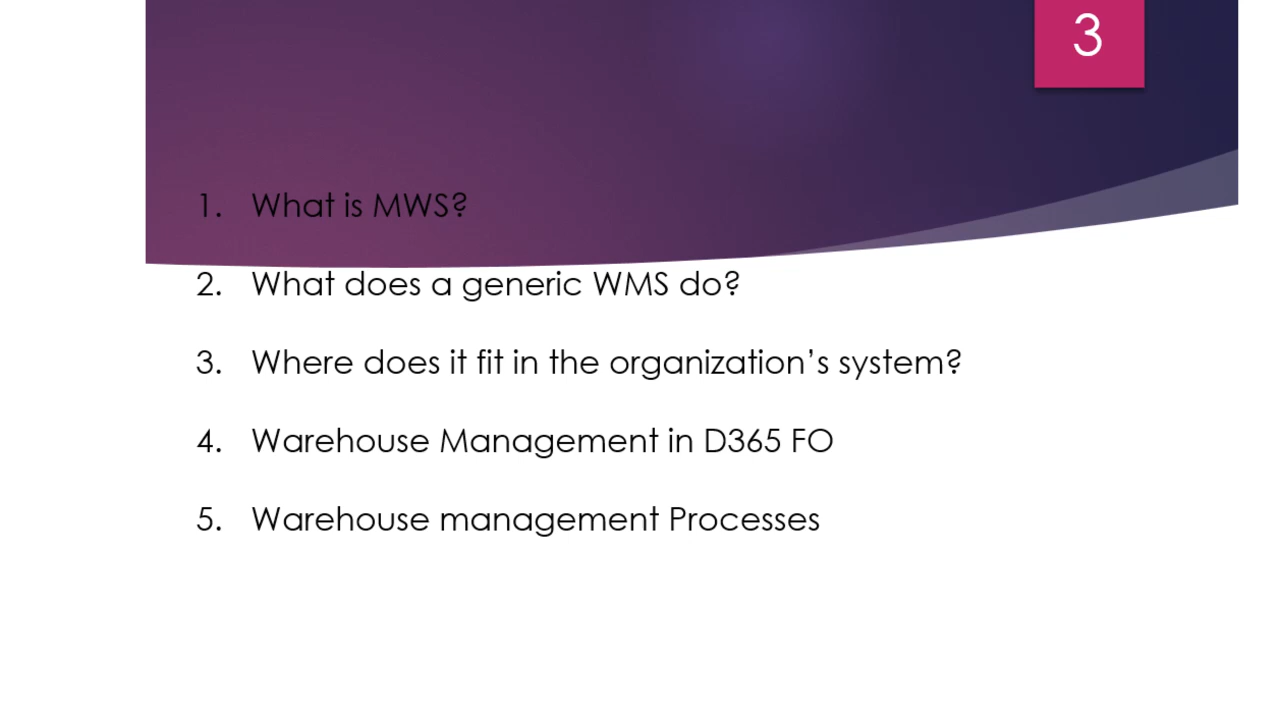 3
1. What is MWS?
2. What does a generic WMS do?
3. Where does it fit in the organization’s system?
4. Warehouse Management in D365 FO
5. Warehouse management Processes